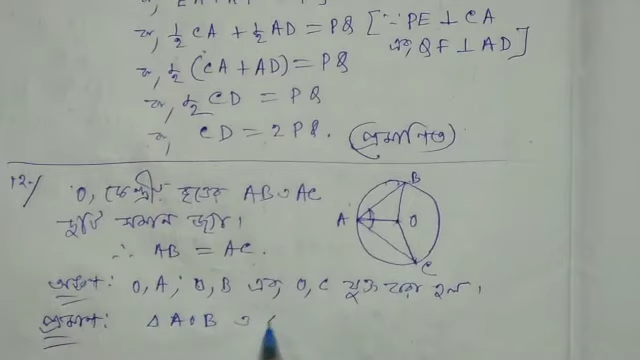 বা, ½ CA + ½ AD = PQ [∵ PE ⊥ CA
এবং QF ⊥ AD]
বা, ½ (CA + AD) = PQ
বা, ½ CD = PQ
বা, CD = 2PQ. (প্রমাণিত)
12/ O, কেন্দ্রীয় বৃত্তের AB ও AC
দুটি সমান জ্যা।
∴ AB = AC.
A B O C
অঙ্কন: O, A; O, B এবং O, C যুক্ত করা হল।
প্রমাণ: Δ AOB ও